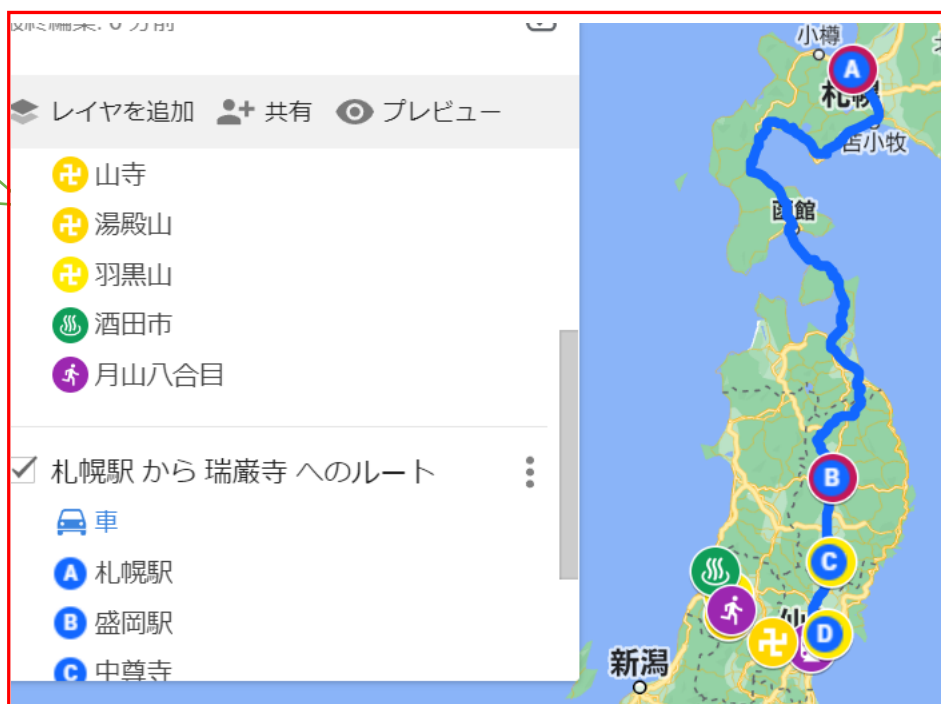 レイヤを追加 共有 プレビュー
山寺
湯殿山
羽黒山
酒田市
月山八合目
札幌駅 から 瑞巌寺 へのルート
車
A 札幌駅
B 盛岡駅
C 中尊寺
小樽
A
札幌
苫小牧
函館
B
C
仙
D
新潟